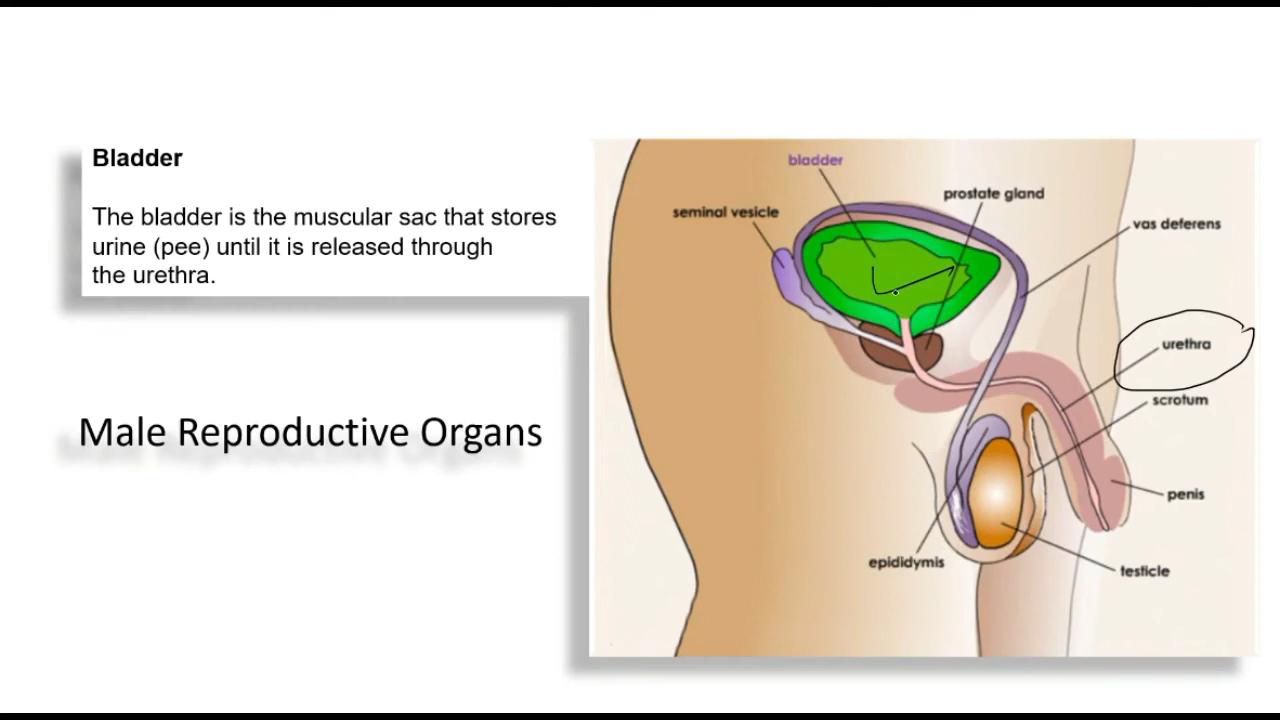 Bladder
The bladder is the muscular sac that stores
urine (pee) until it is released through
the urethra.
Male Reproductive Organs
bladder
prostate gland
seminal vesicle
vas deferens
urethra
scrotum
penis
epididymis
testicle